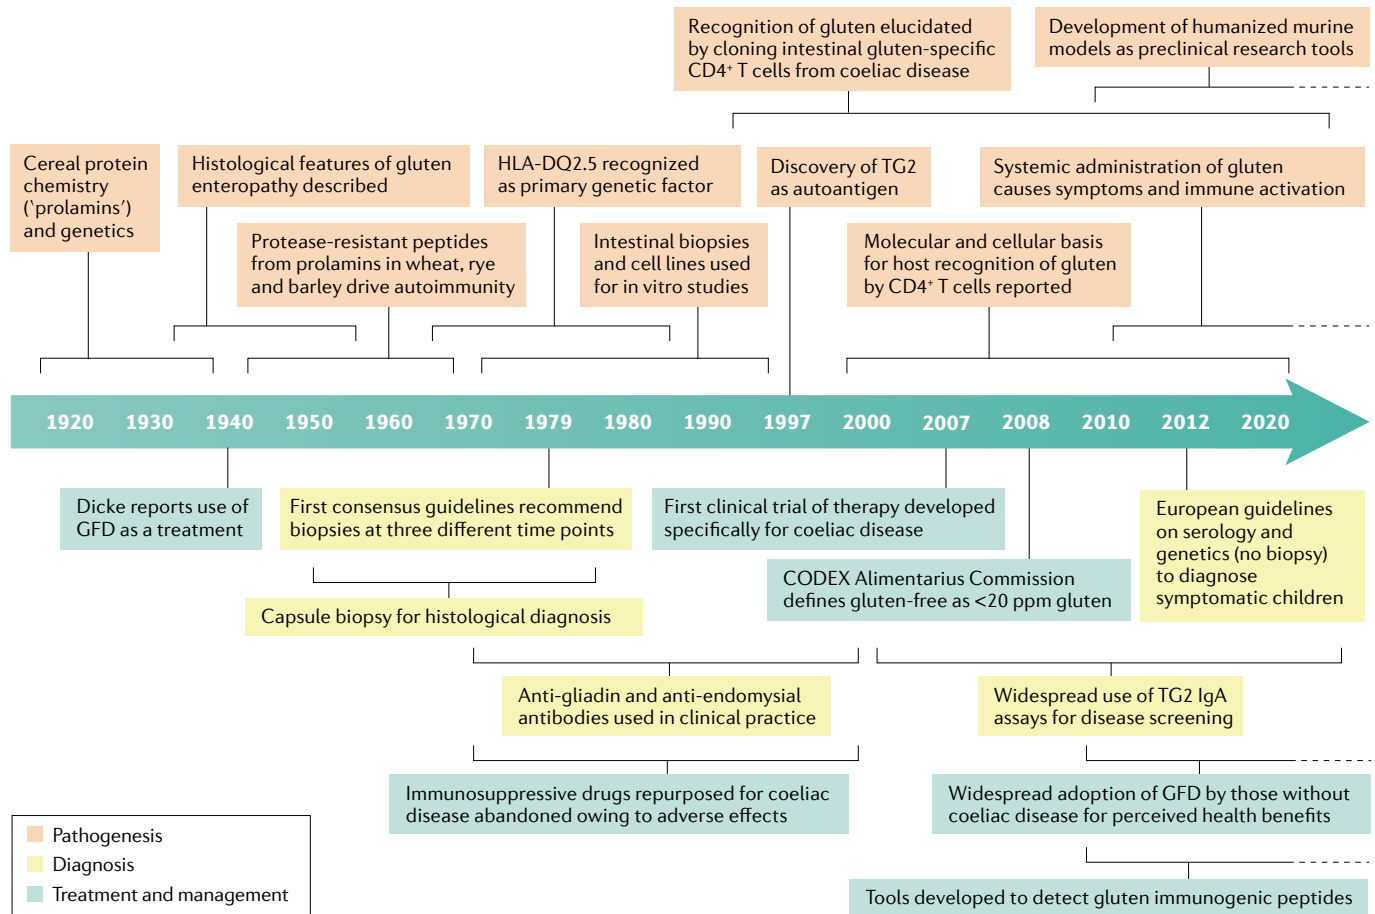 Recognition of gluten elucidated
by cloning intestinal gluten-specific
CD4⁺ T cells from coeliac disease
Development of humanized murine
models as preclinical research tools
Cereal protein
chemistry
(‘prolamins’)
and genetics
Histological features of gluten
enteropathy described
HLA-DQ2.5 recognized
as primary genetic factor
Discovery of TG2
as autoantigen
Systemic administration of gluten
causes symptoms and immune activation
Protease-resistant peptides
from prolamins in wheat, rye
and barley drive autoimmunity
Intestinal biopsies
and cell lines used
for in vitro studies
Molecular and cellular basis
for host recognition of gluten
by CD4⁺ T cells reported
1920 1930 1940 1950 1960 1970 1979 1980 1990 1997 2000 2007 2008 2010 2012 2020
Dicke reports use of
GFD as a treatment
First consensus guidelines recommend
biopsies at three different time points
First clinical trial of therapy developed
specifically for coeliac disease
European guidelines
on serology and
genetics (no biopsy)
to diagnose
symptomatic children
CODEX Alimentarius Commission
defines gluten-free as <20 ppm gluten
Capsule biopsy for histological diagnosis
Anti-gliadin and anti-endomysial
antibodies used in clinical practice
Widespread use of TG2 IgA
assays for disease screening
Immunosuppressive drugs repurposed for coeliac
disease abandoned owing to adverse effects
Widespread adoption of GFD by those without
coeliac disease for perceived health benefits
Tools developed to detect gluten immunogenic peptides
Pathogenesis
Diagnosis
Treatment and management